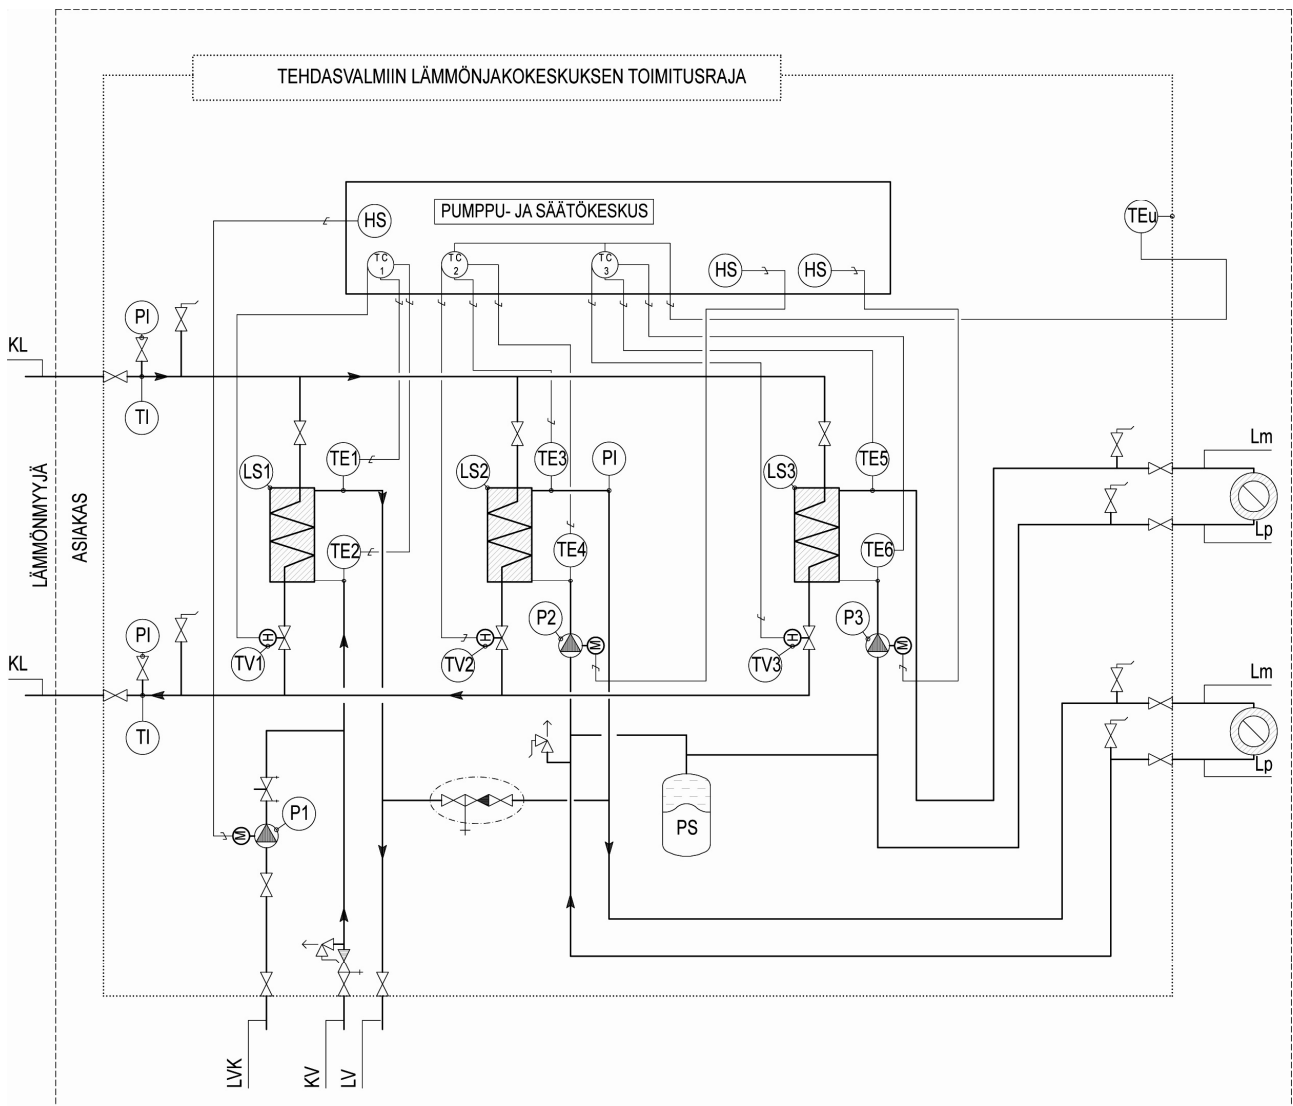 TEHDASVALMIIN LÄMMÖNJAKOKESKUKSEN TOIMITUSRAJA
PUMPPU- JA SÄÄTÖKESKUS
HS
TC
1
TC
2
TC
3
HS
HS
TEu
PI
KL
TI
LS1
TE1
LS2
TE3
PI
LS3
TE5
Lm
Lp
LÄMMÖNMYYJÄ
ASIAKAS
TE2
TE4
TE6
P2
P3
PI
H
TV1
H
TV2
M
H
TV3
M
KL
TI
Lm
Lp
P1
M
PS
LVK
KV
LV